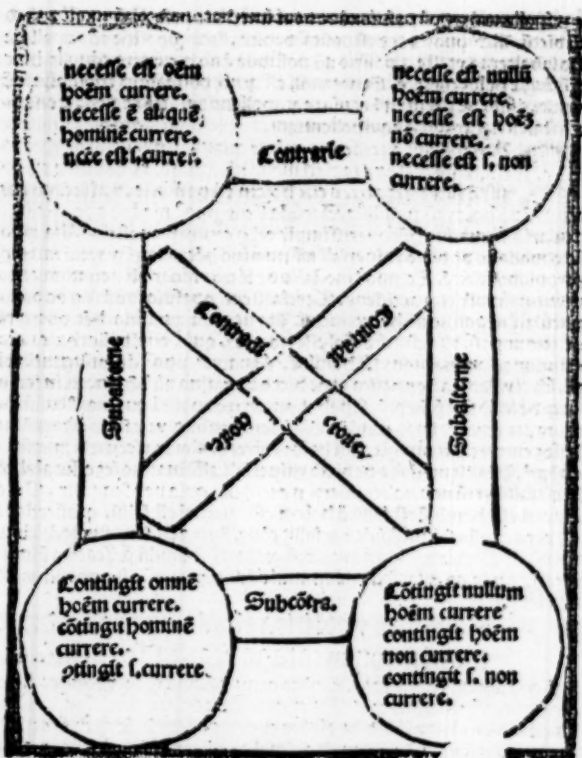 necesse est oēm
hoēm currere.
necesse ē aliquē
hominē currere.
necē est ſ. currere.
necesse est nullū
hoēm currere.
necesse est hoēs
nō currere.
necesse est ſ. non
currere.
Contrarie
Contradi
Contradi
Subalterne
Subalterne
ctorie.
ctorie.
Contingit omnē
hoēm currere.
cōtingit hominē
currere.
ↄtingit ſ. currere
Subcōtra.
Cōtingit nullum
hoēm currere
contingit hoēm
non currere.
contingit ſ. non
currere.